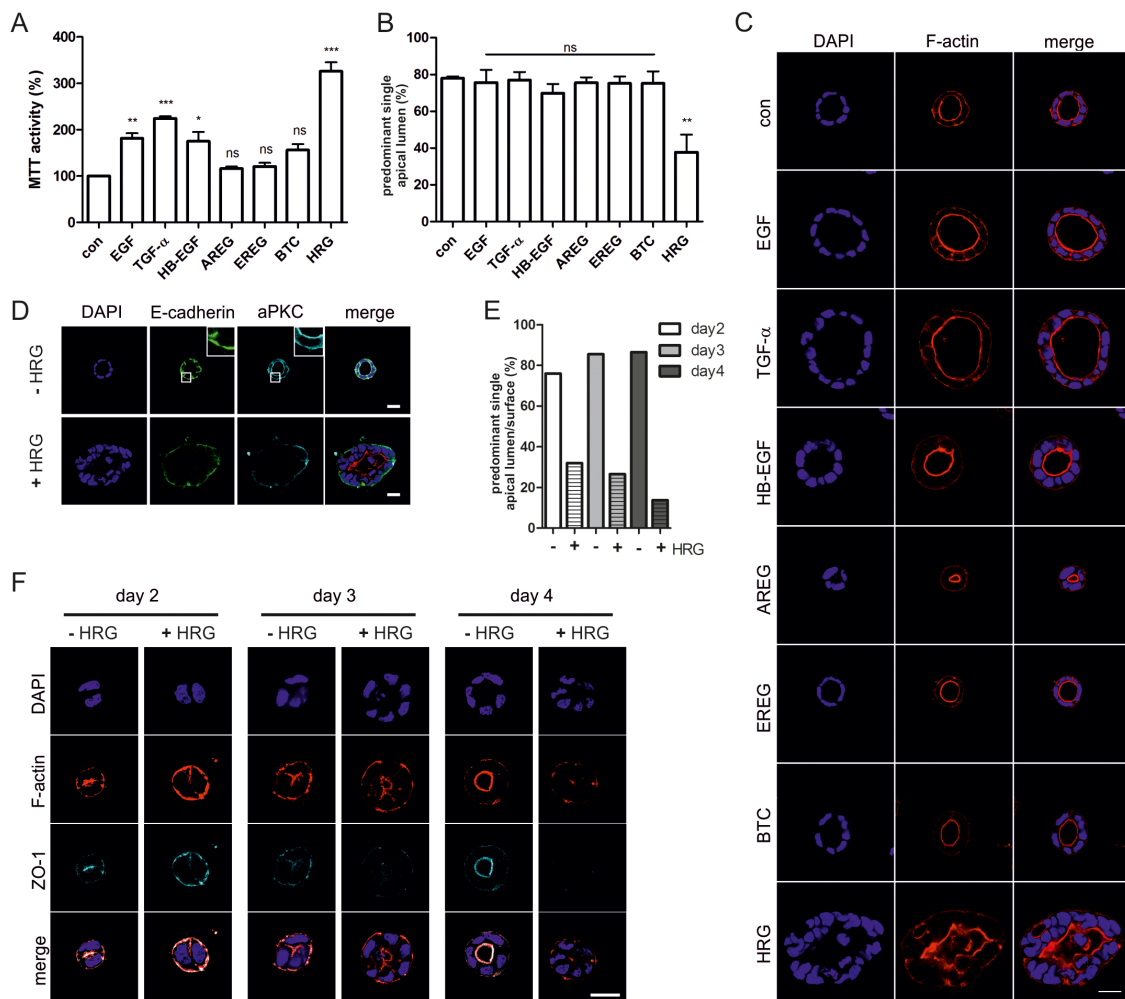 A
MTT activity (%)
400
300
200
100
0
***
**
***
*
ns
ns
ns
con
EGF
TGF-α
HB-EGF
AREG
EREG
BTC
HRG
B
predominant single
apical lumen (%)
100
80
60
40
20
0
ns
**
con
EGF
TGF-α
HB-EGF
AREG
EREG
BTC
HRG
C
DAPI
F-actin
merge
con
EGF
TGF-α
HB-EGF
AREG
EREG
BTC
HRG
D
DAPI
E-cadherin
aPKC
merge
- HRG
+ HRG
E
predominant single
apical lumen/surface (%)
100
80
60
40
20
0
day2
day3
day4
- + - + - + HRG
F
day 2
day 3
day 4
- HRG
+ HRG
- HRG
+ HRG
- HRG
+ HRG
DAPI
F-actin
ZO-1
merge